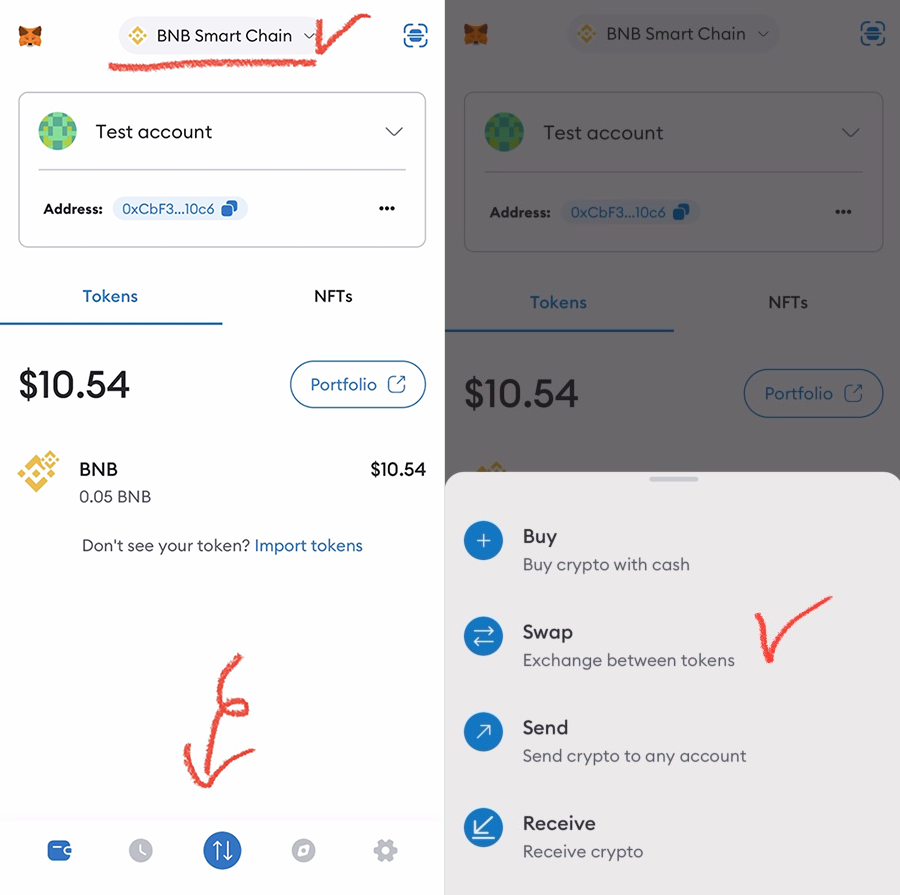 BNB Smart Chain
Test account
Address: 0xCbF3...10c6
Tokens NFTs
$10.54 Portfolio
BNB $10.54
0.05 BNB
Don't see your token? Import tokens
BNB Smart Chain
Test account
Address: 0xCbF3...10c6
Tokens NFTs
$10.54 Portfolio
Buy
Buy crypto with cash
Swap
Exchange between tokens
Send
Send crypto to any account
Receive
Receive crypto